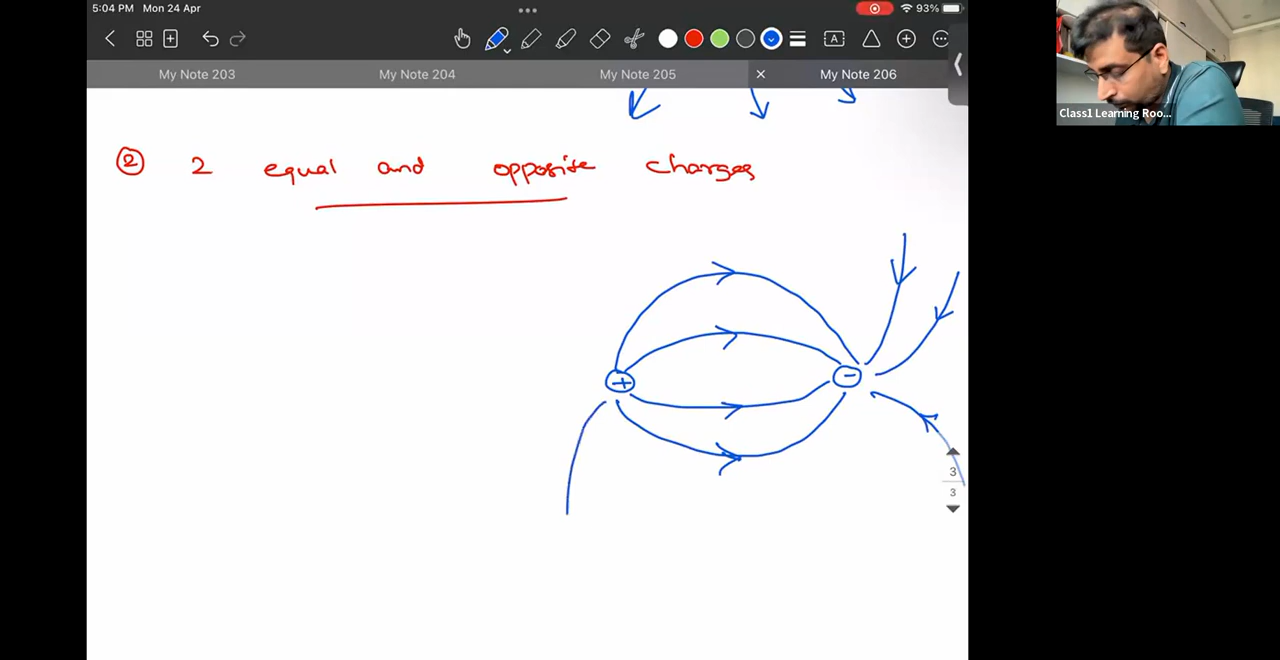 5:04 PM Mon 24 Apr
93%
A
My Note 203
My Note 204
My Note 205
My Note 206
Class1 Learning Roo...
② 2 equal and opposite charges
+
-
3
3